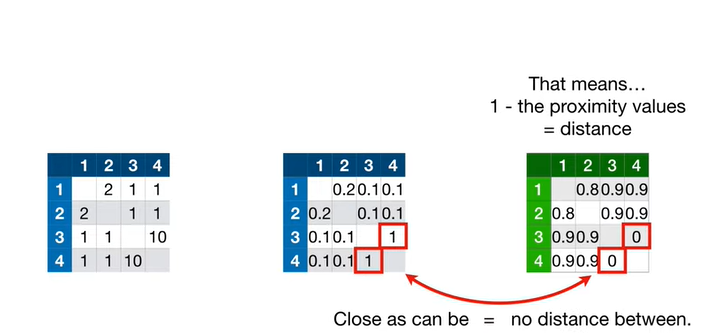 That means…
1 - the proximity values
= distance
1 2 3 4
1 2 1 1
2 2 1 1
3 1 1 10
4 1 1 10
1 2 3 4
1 0.2 0.1 0.1
2 0.2 0.1 0.1
3 0.1 0.1 1
4 0.1 0.1 1
1 2 3 4
1 0.8 0.9 0.9
2 0.8 0.9 0.9
3 0.9 0.9 0
4 0.9 0.9 0
Close as can be = no distance between.